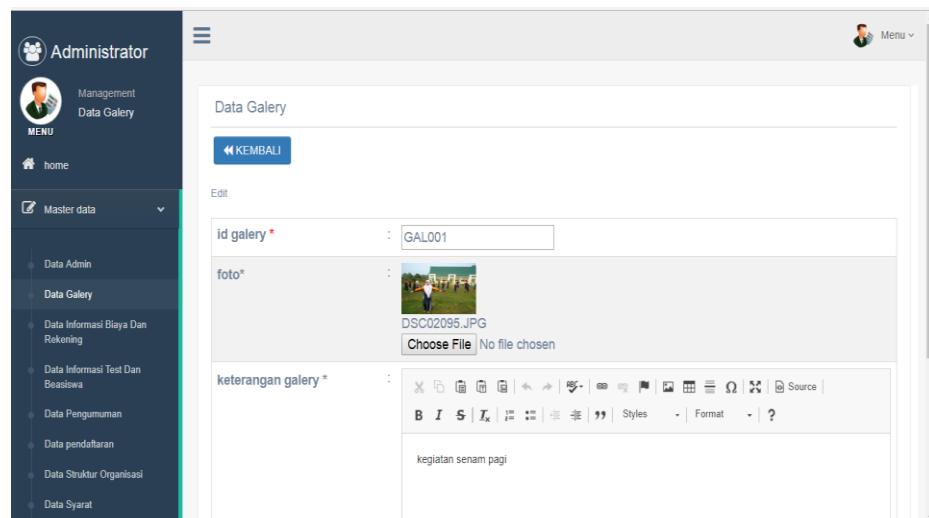 Administrator
Management
Data Galery
MENU
home
Master data
Data Admin
Data Galery
Data Informasi Biaya Dan
Rekening
Data Informasi Test Dan
Beasiswa
Data Pengumuman
Data pendaftaran
Data Struktur Organisasi
Data Syarat
Menu
Data Galery
KEMBALI
Edit
id galery * : GAL001
foto* :
DSC02095.JPG
Choose File No file chosen
keterangan galery * :
Source
B I S Ix Styles Format ?
kegiatan senam pagi